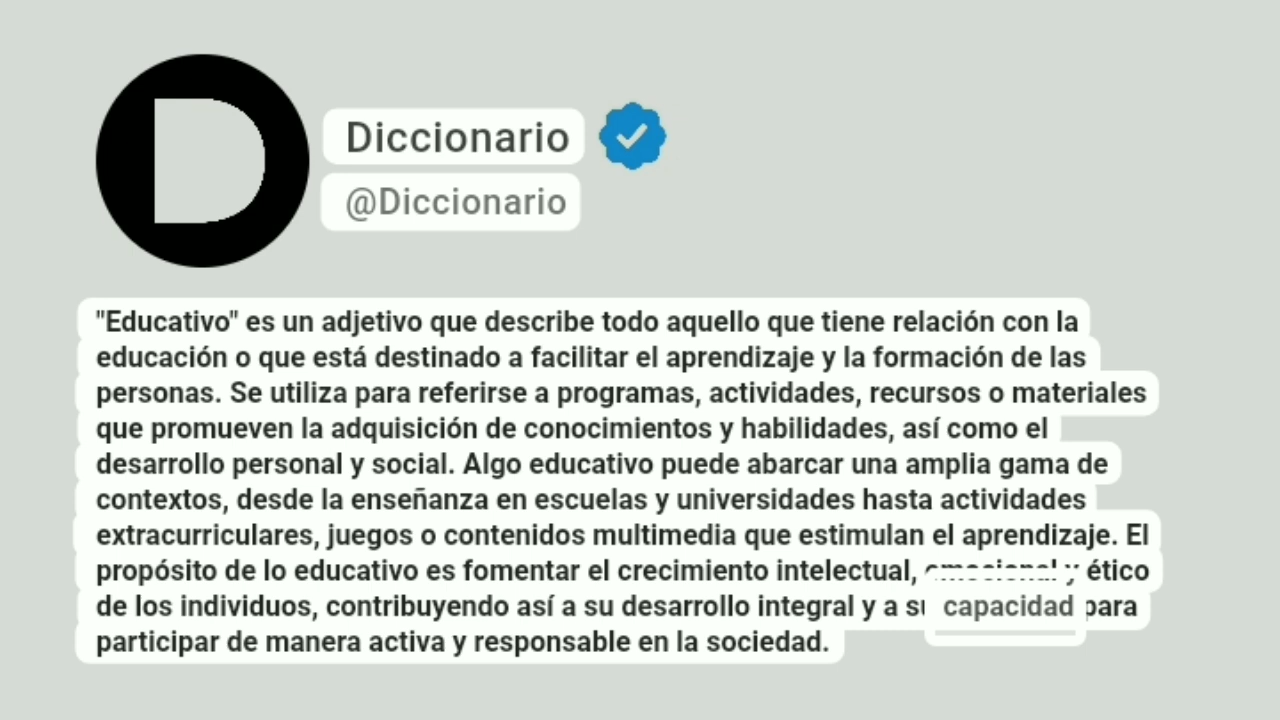 D
Diccionario
@Diccionario
"Educativo" es un adjetivo que describe todo aquello que tiene relación con la
educación o que está destinado a facilitar el aprendizaje y la formación de las
personas. Se utiliza para referirse a programas, actividades, recursos o materiales
que promueven la adquisición de conocimientos y habilidades, así como el
desarrollo personal y social. Algo educativo puede abarcar una amplia gama de
contextos, desde la enseñanza en escuelas y universidades hasta actividades
extracurriculares, juegos o contenidos multimedia que estimulan el aprendizaje. El
propósito de lo educativo es fomentar el crecimiento intelectual, emocional y ético
de los individuos, contribuyendo así a su desarrollo integral y a su capacidad para
participar de manera activa y responsable en la sociedad.